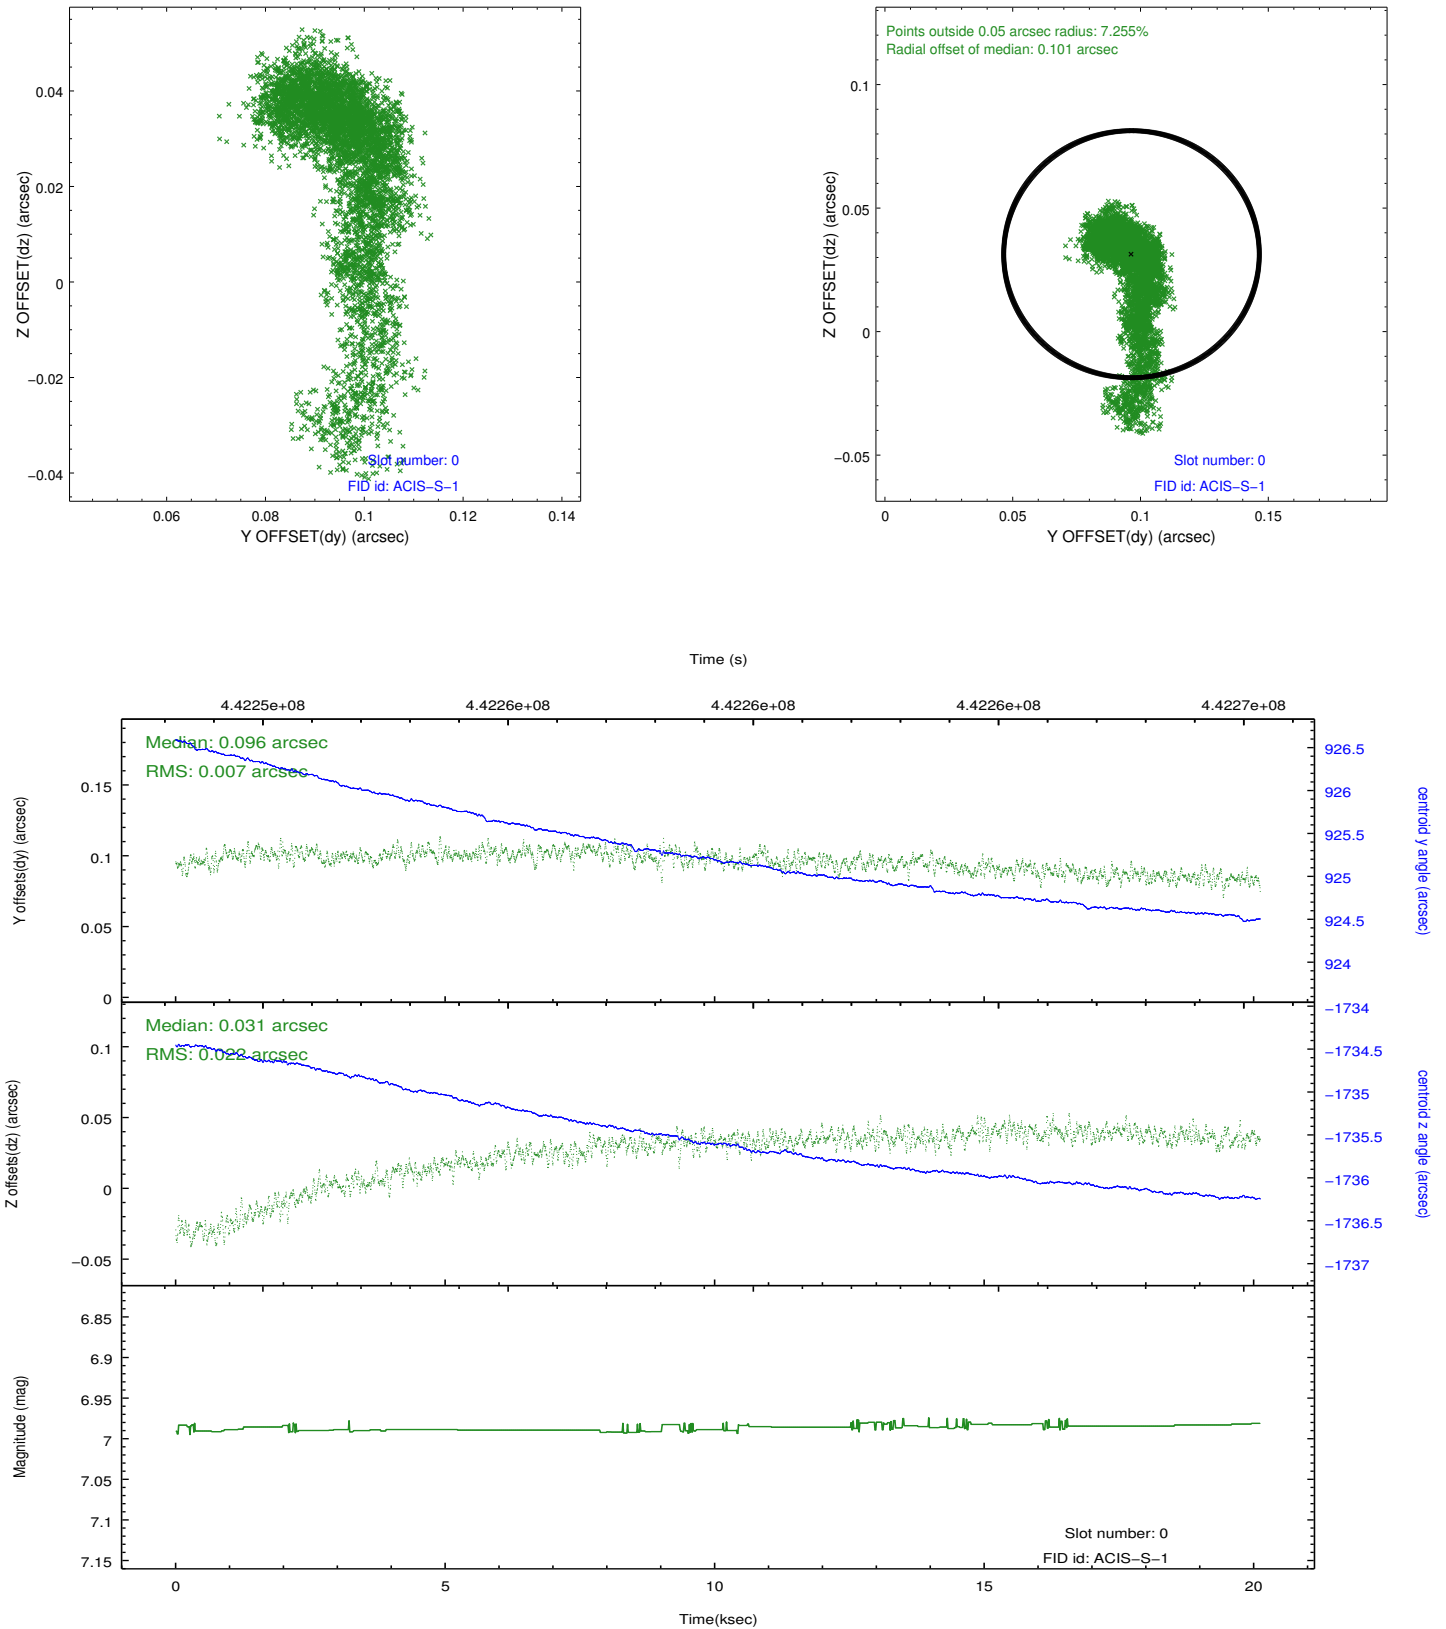 0.04
0.02
0
−0.02
−0.04
Z OFFSET(dz) (arcsec)
Slot number: 0
FID id: ACIS−S−1
0.06 0.08 0.1 0.12 0.14
Y OFFSET(dy) (arcsec)
Points outside 0.05 arcsec radius: 7.255%
Radial offset of median: 0.101 arcsec
0.1
0.05
0
−0.05
Z OFFSET(dz) (arcsec)
Slot number: 0
FID id: ACIS−S−1
0 0.05 0.1 0.15
Y OFFSET(dy) (arcsec)
Time (s)
4.4225e+08 4.4226e+08 4.4226e+08 4.4226e+08 4.4227e+08
Median: 0.096 arcsec
RMS: 0.007 arcsec
0.15
0.1
0.05
0
Y offsets(dy) (arcsec)
926.5
926
925.5
925
924.5
924
centroid y angle (arcsec)
Median: 0.031 arcsec
RMS: 0.022 arcsec
0.1
0.05
0
−0.05
Z offsets(dz) (arcsec)
−1734
−1734.5
−1735
−1735.5
−1736
−1736.5
−1737
centroid z angle (arcsec)
6.85
6.9
6.95
7
7.05
7.1
7.15
Magnitude (mag)
Slot number: 0
FID id: ACIS−S−1
0 5 10 15 20
Time(ksec)